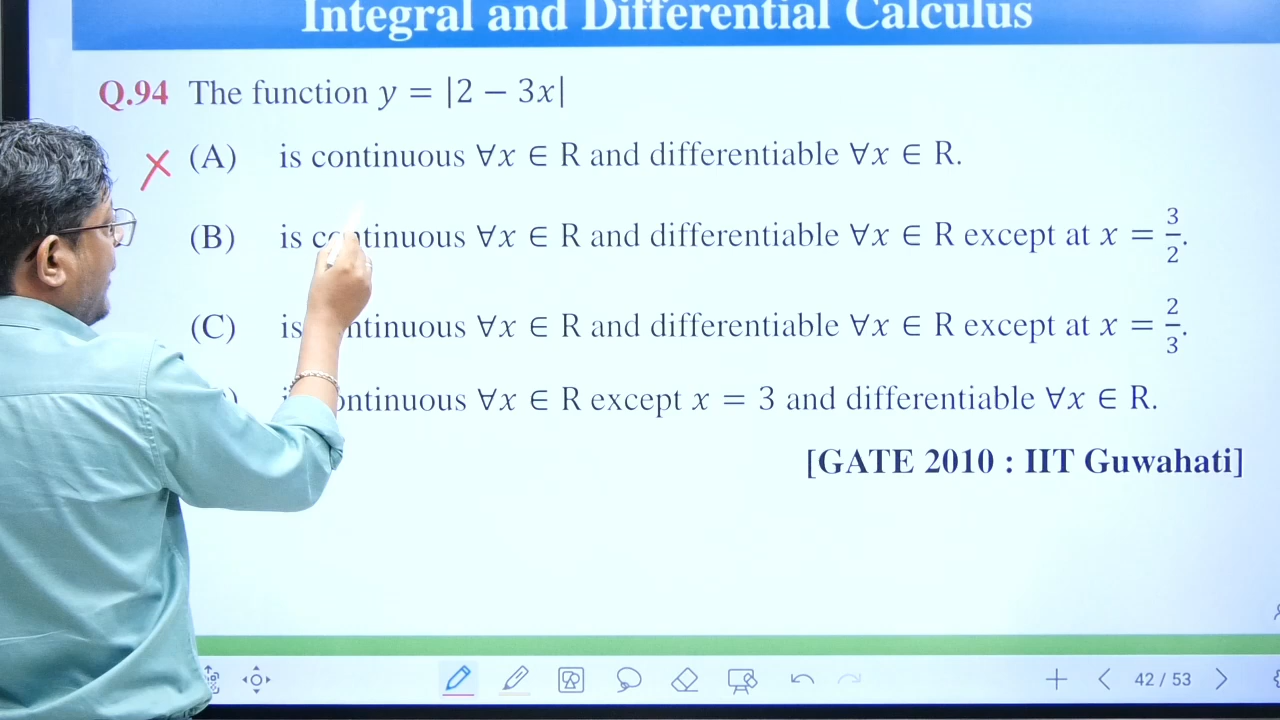 Integral and Differential Calculus
Q.94 The function y = |2 − 3x|
(A) is continuous ∀x ∈ R and differentiable ∀x ∈ R.
(B) is continuous ∀x ∈ R and differentiable ∀x ∈ R except at x = 3/2.
(C) is continuous ∀x ∈ R and differentiable ∀x ∈ R except at x = 2/3.
continuous ∀x ∈ R except x = 3 and differentiable ∀x ∈ R.
[GATE 2010 : IIT Guwahati]
42 / 53